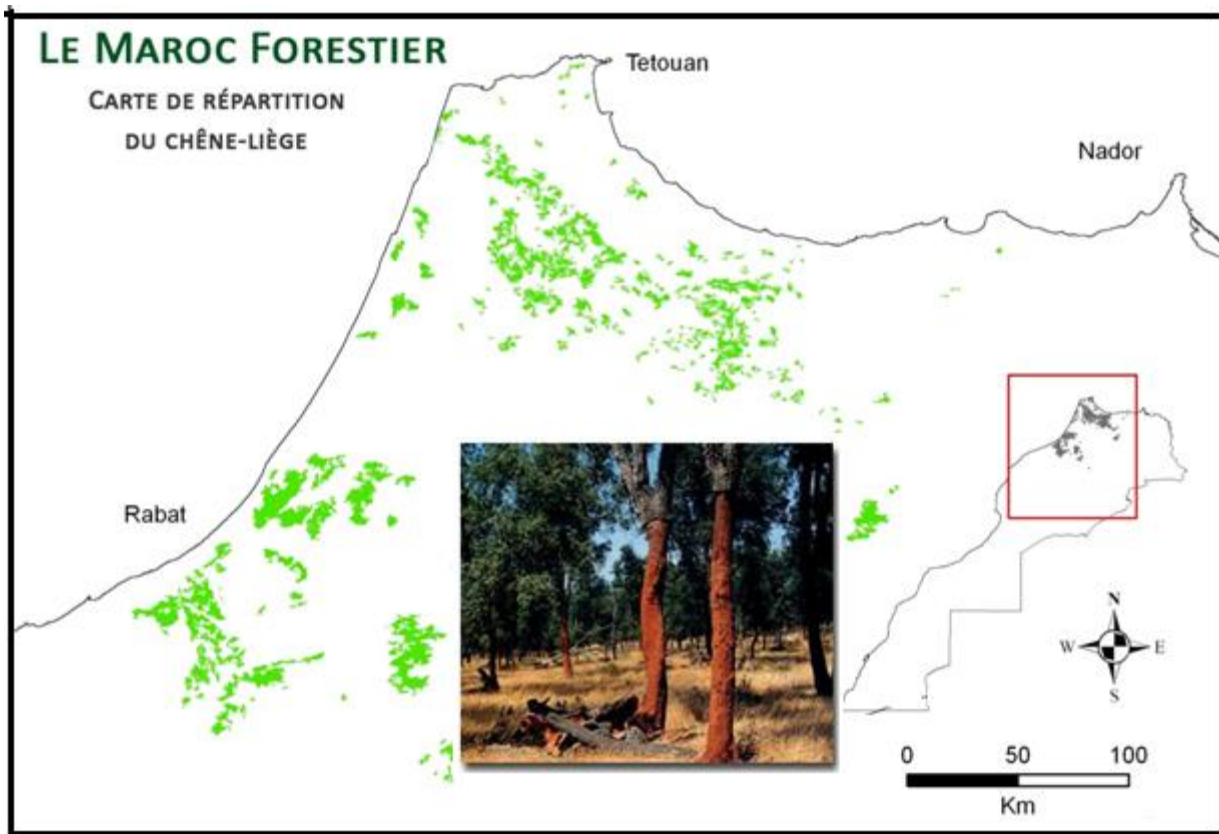 LE MAROC FORESTIER
CARTE DE RÉPARTITION
DU CHÊNE-LIÈGE
Tetouan
Nador
Rabat
N
W E
S
0 50 100
Km